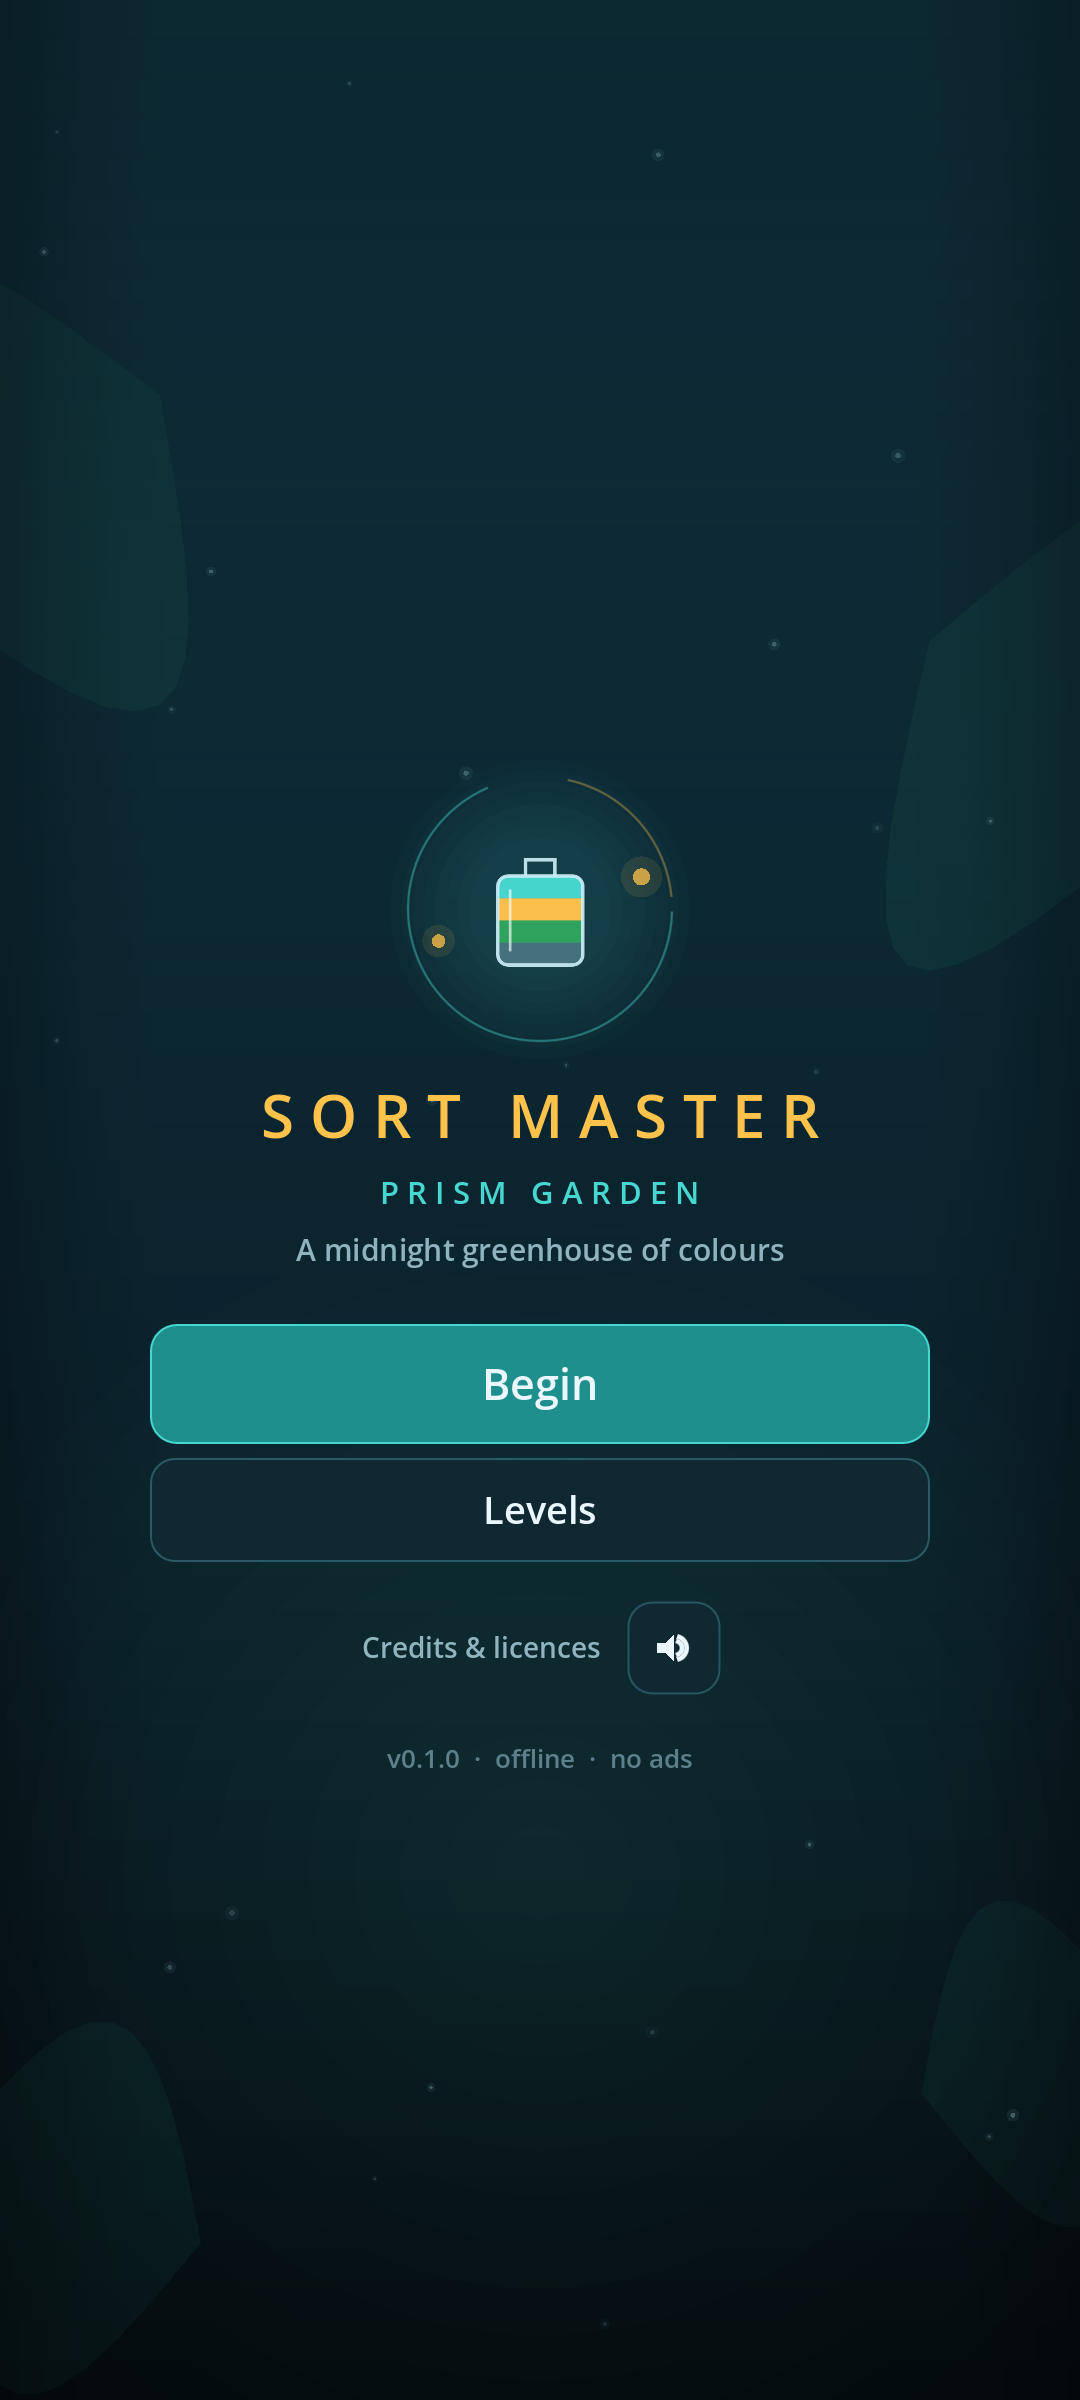 SORT MASTER
PRISM GARDEN
A midnight greenhouse of colours
Begin
Levels
Credits & licences
v0.1.0 · offline · no ads